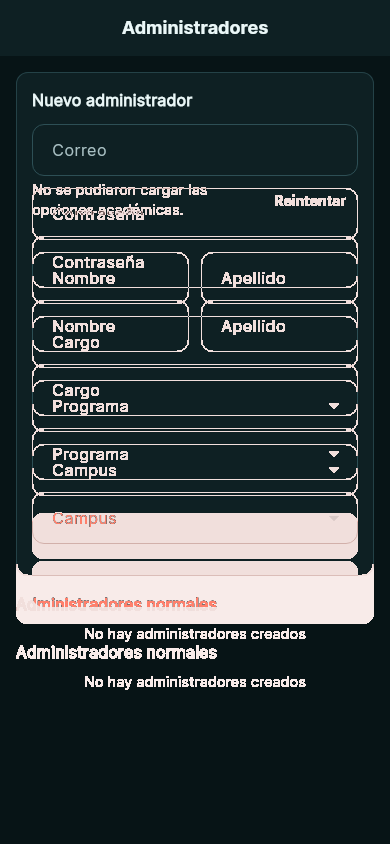 Administradores
Nuevo administrador
Correo
No se pudieron cargar las
opciones académicas.
Reintentar
Contraseña
Contraseña
Nombre
Apellido
Nombre
Apellido
Cargo
Cargo
Programa
Programa
Campus
Campus
Administradores normales
No hay administradores creados
Administradores normales
No hay administradores creados